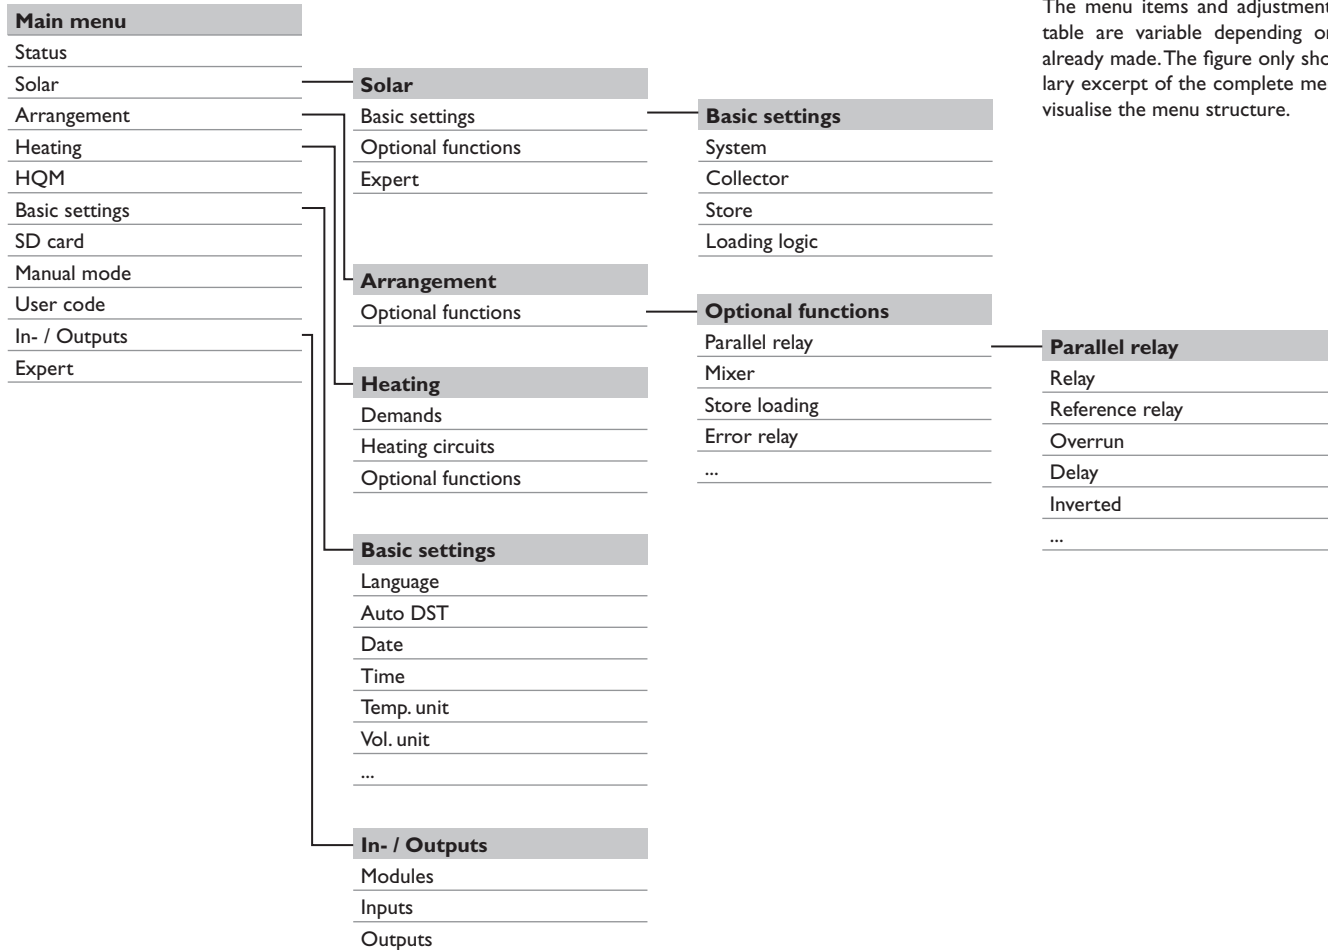 Main menu
Status
Solar
Arrangement
Heating
HQM
Basic settings
SD card
Manual mode
User code
In- / Outputs
Expert
Solar
Basic settings
Optional functions
Expert
Arrangement
Optional functions
Heating
Demands
Heating circuits
Optional functions
Basic settings
Language
Auto DST
Date
Time
Temp. unit
Vol. unit
...
In- / Outputs
Modules
Inputs
Outputs
Basic settings
System
Collector
Store
Loading logic
Optional functions
Parallel relay
Mixer
Store loading
Error relay
...
The menu items and adjustment
table are variable depending
already made. The figure only
lary excerpt of the complete
visualise the menu structure.
Parallel relay
Relay
Reference relay
Overrun
Delay
Inverted
...